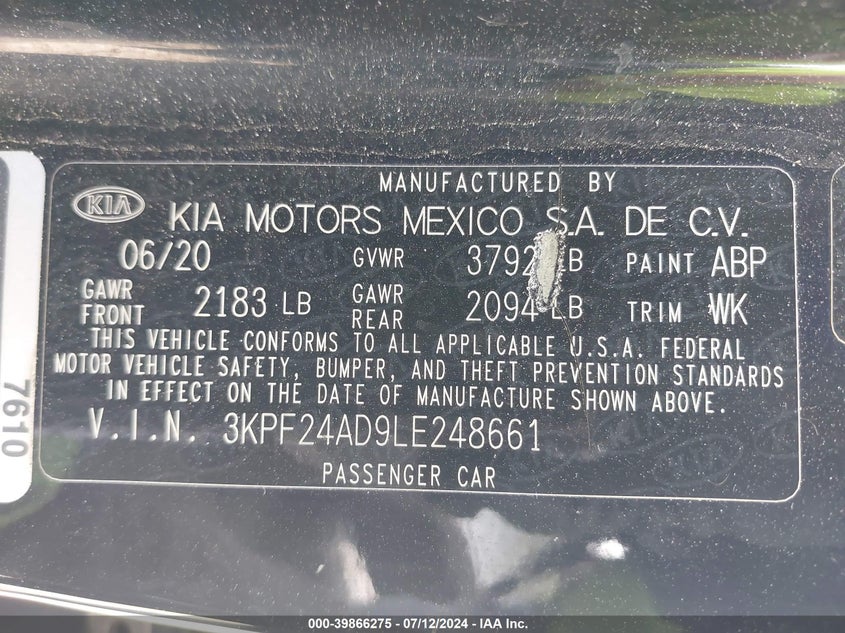 MANUFACTURED BY
KIA KIA MOTORS MEXICO S.A. DE C.V.
06/20 GVWR 3792 LB PAINT ABP
GAWR FRONT 2183 LB GAWR REAR 2094 LB TRIM WK
THIS VEHICLE CONFORMS TO ALL APPLICABLE U.S.A. FEDERAL
MOTOR VEHICLE SAFETY, BUMPER, AND THEFT PREVENTION STANDARDS
IN EFFECT ON THE DATE OF MANUFACTURE SHOWN ABOVE.
V.I.N. 3KPF24AD9LE248661
PASSENGER CAR
7610
000-39866275 - 07/12/2024 - IAA Inc.